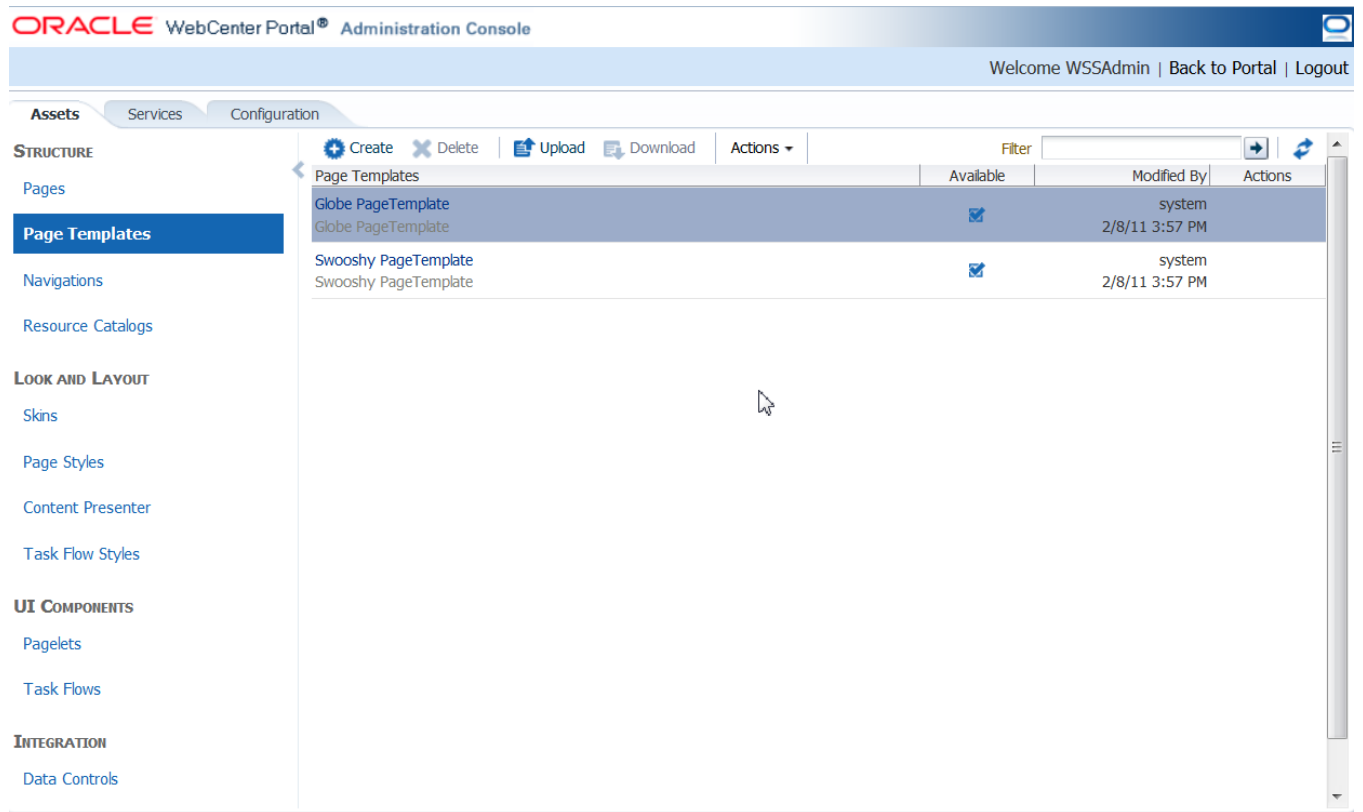 ORACLE WebCenter Portal® Administration Console
Welcome WSSAdmin | Back to Portal | Logout
Assets Services Configuration
STRUCTURE
Pages
Page Templates
Navigations
Resource Catalogs
LOOK AND LAYOUT
Skins
Page Styles
Content Presenter
Task Flow Styles
UI COMPONENTS
Pagelets
Task Flows
INTEGRATION
Data Controls
Create Delete Upload Download Actions Filter
Page Templates Available Modified By Actions
Globe PageTemplate system
Globe PageTemplate 2/8/11 3:57 PM
Swooshy PageTemplate system
Swooshy PageTemplate 2/8/11 3:57 PM